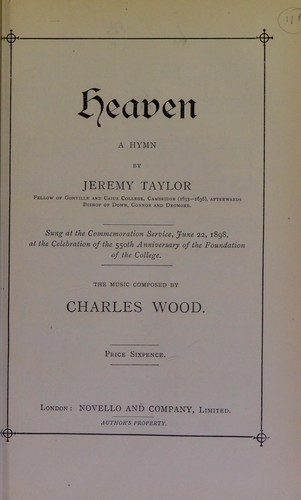 Heaven
A HYMN
BY
JEREMY TAYLOR
FELLOW OF GONVILLE AND CAIUS COLLEGE, CAMBRIDGE (1633—1636), AFTERWARDS
BISHOP OF DOWN, CONNOR AND DROMORE.
Sung at the Commemoration Service, June 22, 1898,
at the Celebration of the 550th Anniversary of the Foundation
of the College.
THE MUSIC COMPOSED BY
CHARLES WOOD.
PRICE SIXPENCE.
LONDON: NOVELLO AND COMPANY, LIMITED.
AUTHOR'S PROPERTY.